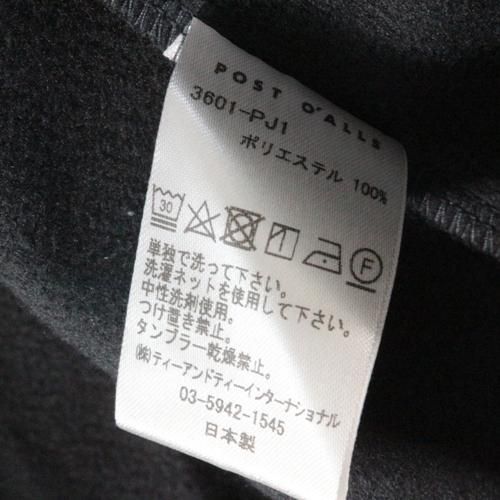 POST O'ALLS
3601-PJ1
ポリエステル 100%
30 F
単独で洗って下さい。
洗濯ネットを使用して下さい。
中性洗剤使用。
つけ置き禁止。
タンブラー乾燥禁止。
㈱ティーアンドティーインターナショナル
03-5942-1545
日本製